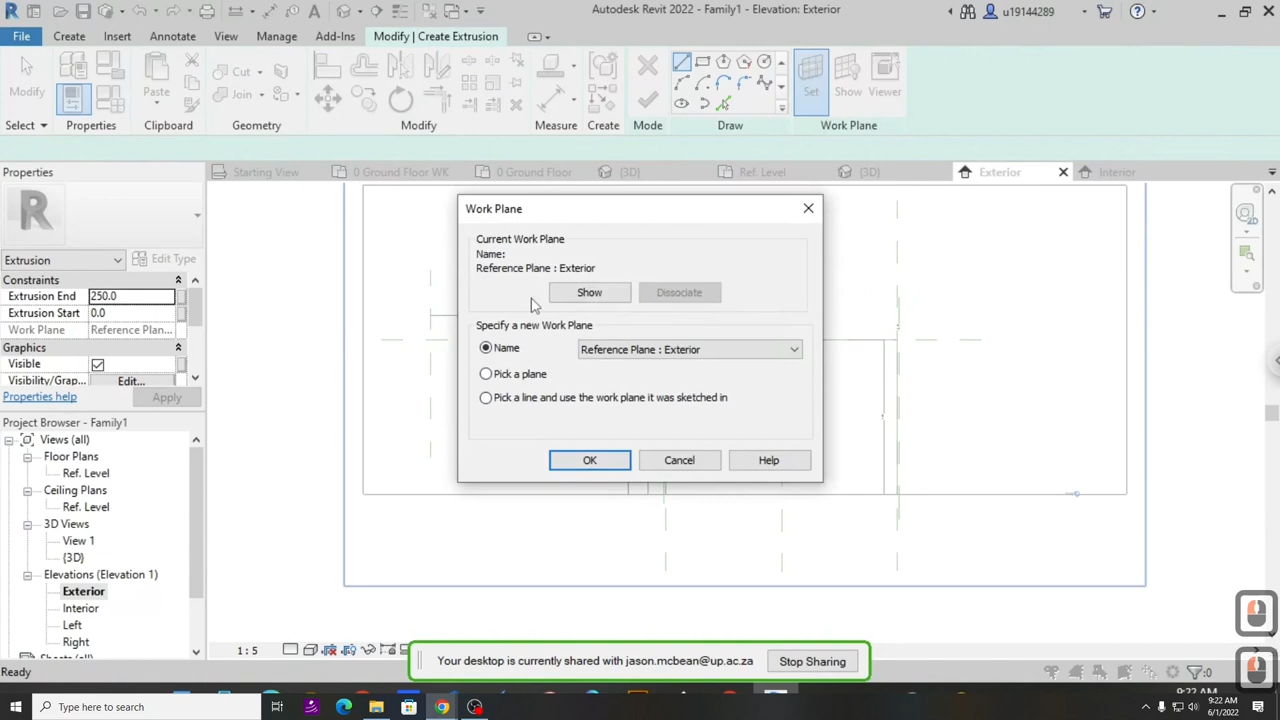 Autodesk Revit 2022 - Family1 - Elevation: Exterior
u19144289
File Create Insert Annotate View Manage Add-Ins Modify | Create Extrusion
Modify
Paste
Cut
Join
Set Show Viewer
Select Properties Clipboard Geometry Modify Measure Create Mode Draw Work Plane
Properties
Starting View 0 Ground Floor WK 0 Ground Floor {3D} Ref. Level {3D} Exterior Interior
Extrusion Edit Type
Constraints
Extrusion End 250.0
Extrusion Start 0.0
Work Plane Reference Plan...
Graphics
Visible
Visibility/Grap... Edit...
Properties help Apply
Project Browser - Family1
Views (all)
Floor Plans
Ref. Level
Ceiling Plans
Ref. Level
3D Views
View 1
{3D}
Elevations (Elevation 1)
Exterior
Interior
Left
Right
Sheets (all)
Work Plane
Current Work Plane
Name:
Reference Plane : Exterior
Show Dissociate
Specify a new Work Plane
Name Reference Plane : Exterior
Pick a plane
Pick a line and use the work plane it was sketched in
OK Cancel Help
2D
1 : 5
Your desktop is currently shared with jason.mcbean@up.ac.za Stop Sharing
Ready
:0
Type here to search
9:22 AM
9:22 AM
6/1/2022